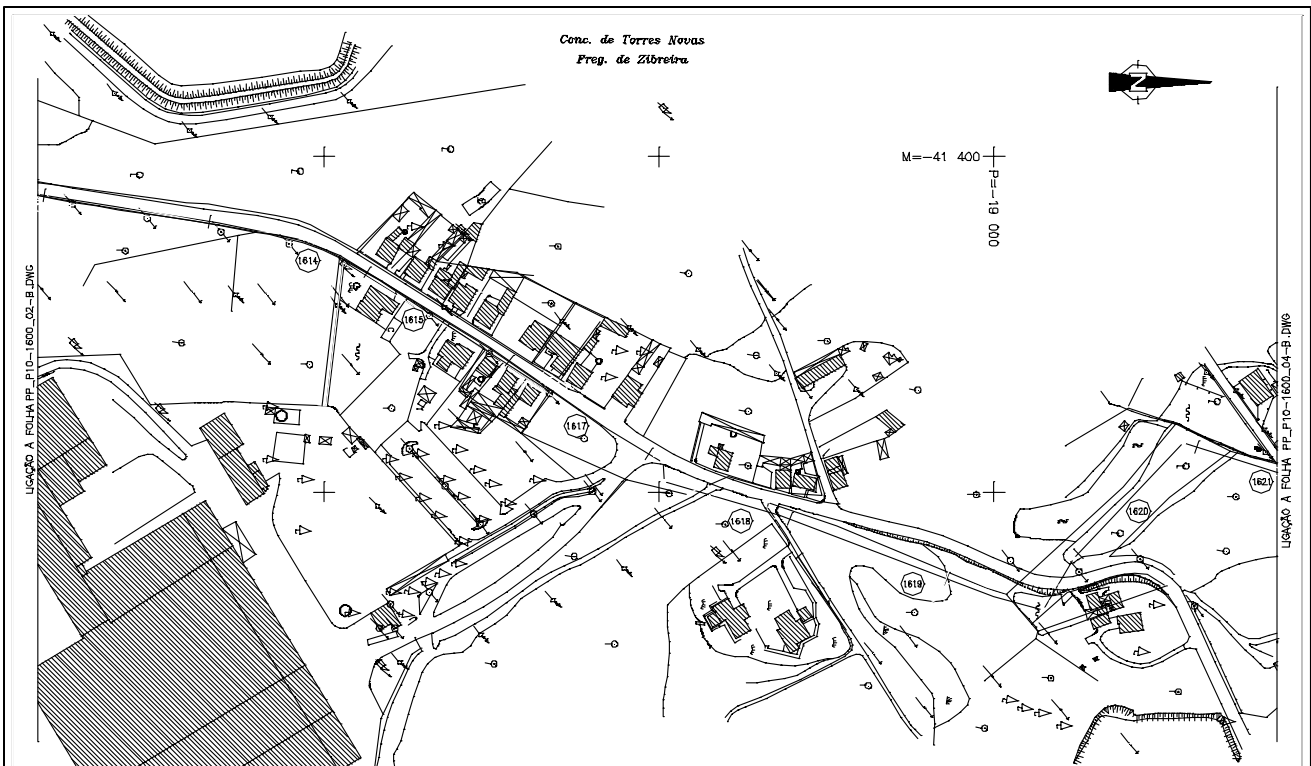 Conc. de Torres Novas
Freg. de Zibreira
N
M=-41 400
P=-19 000
LIGAÇÃO À FOLHA PP_P10-1600_02-B.DWG
LIGAÇÃO À FOLHA PP_P10-1600_04-B.DWG
1614
1615
1617
1618
1619
1620
1621